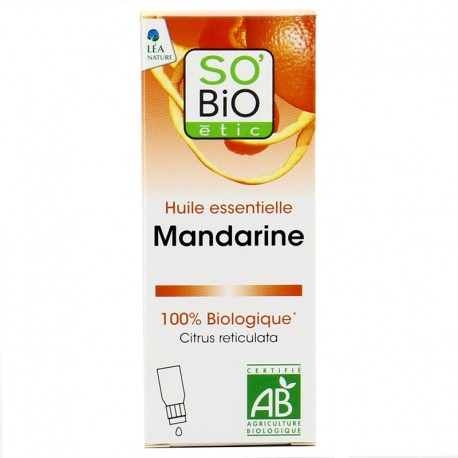 LÉA
NATURE
SO'
BiO
étic
Huile essentielle
Mandarine
100% Biologique*
Citrus reticulata
CERTIFIÉ
AB
AGRICULTURE
BIOLOGIQUE